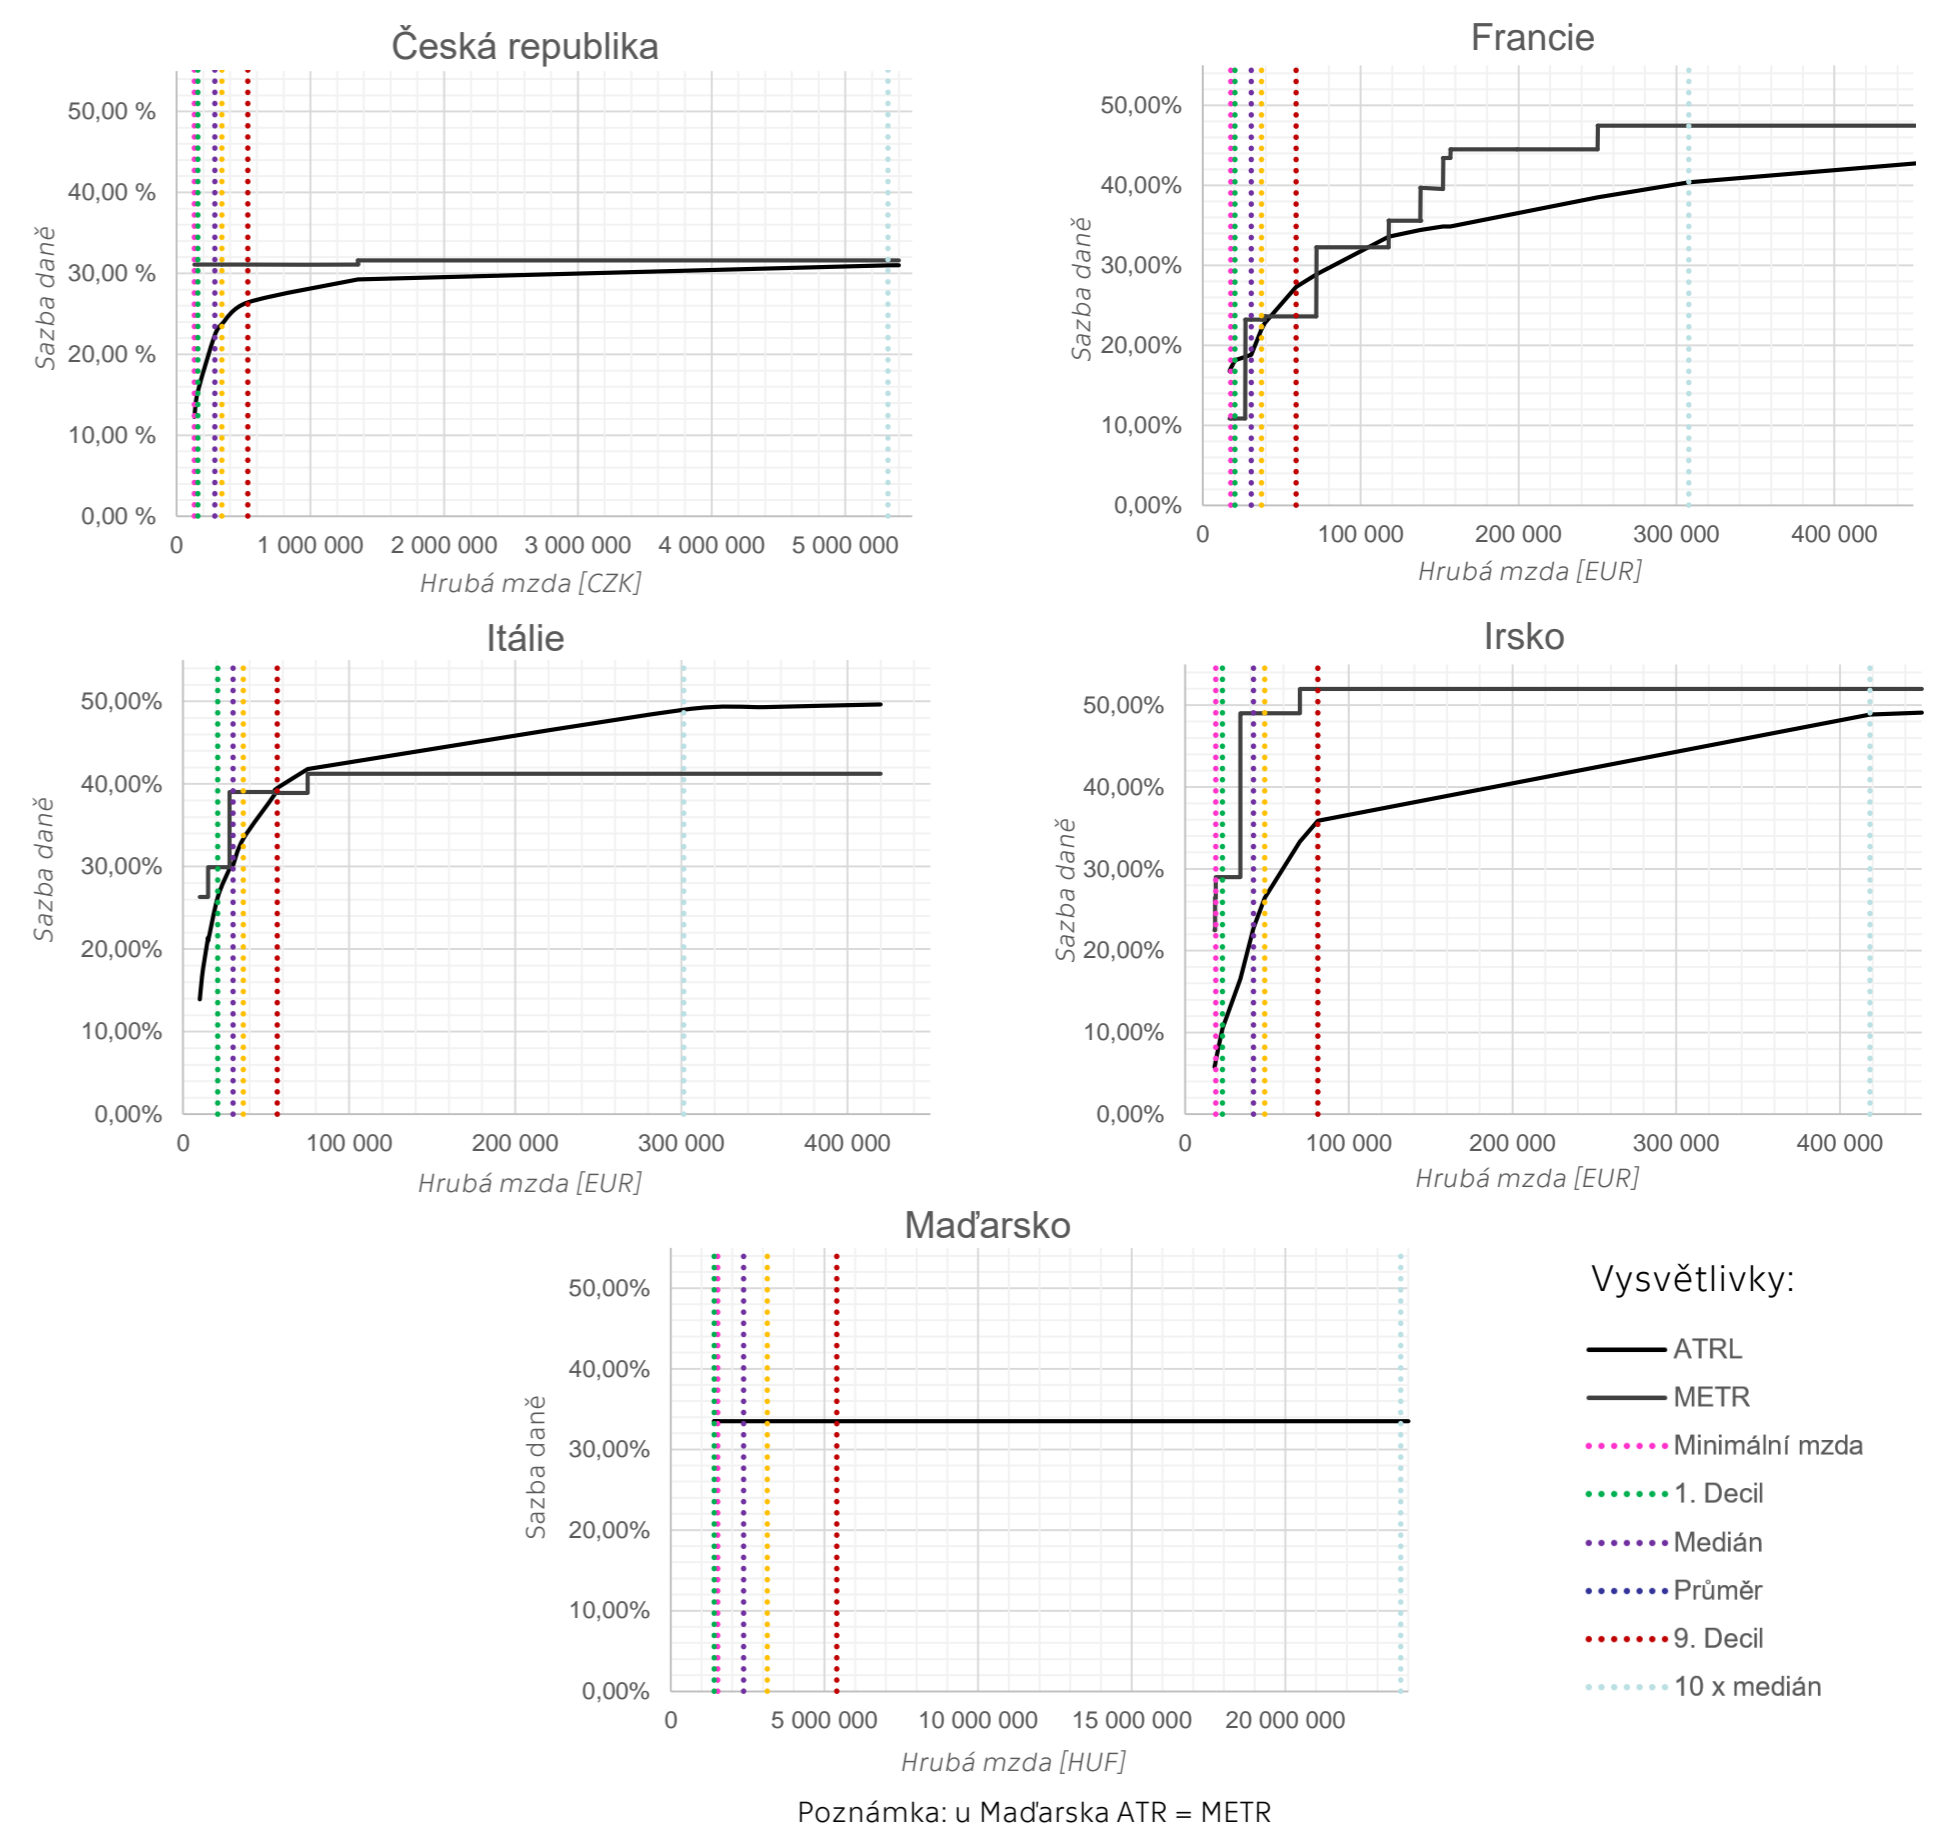 Česká republika
50,00 %
40,00 %
30,00 %
20,00 %
10,00 %
0,00 %
Sazba daně
0 1 000 000 2 000 000 3 000 000 4 000 000 5 000 000
Hrubá mzda [CZK]
Francie
50,00%
40,00%
30,00%
20,00%
10,00%
0,00%
Sazba daně
0 100 000 200 000 300 000 400 000
Hrubá mzda [EUR]
Itálie
50,00%
40,00%
30,00%
20,00%
10,00%
0,00%
Sazba daně
0 100 000 200 000 300 000 400 000
Hrubá mzda [EUR]
Irsko
50,00%
40,00%
30,00%
20,00%
10,00%
0,00%
Sazba daně
0 100 000 200 000 300 000 400 000
Hrubá mzda [EUR]
Maďarsko
50,00%
40,00%
30,00%
20,00%
10,00%
0,00%
Sazba daně
0 5 000 000 10 000 000 15 000 000 20 000 000
Hrubá mzda [HUF]
Vysvětlivky:
ATRL
METR
Minimální mzda
1. Decil
Medián
Průměr
9. Decil
10 x medián
Poznámka: u Maďarska ATR = METR